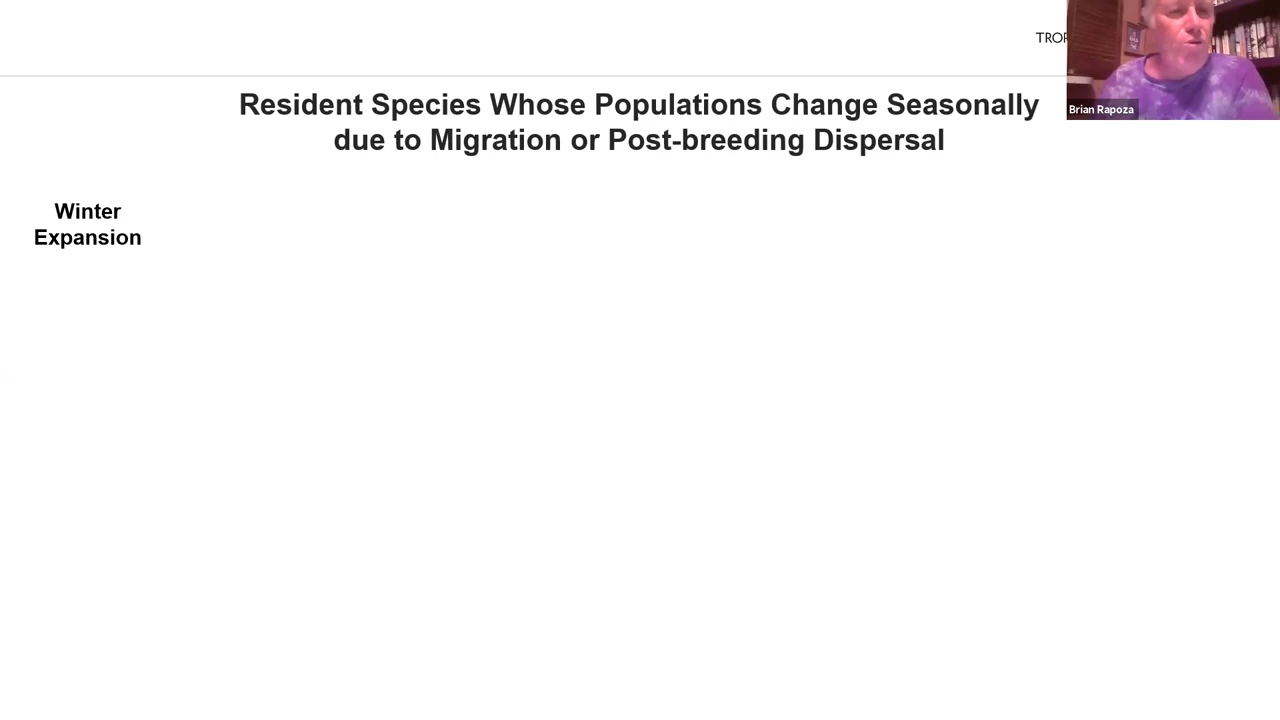 TROP
Brian Rapoza
Resident Species Whose Populations Change Seasonally
due to Migration or Post-breeding Dispersal
Winter
Expansion